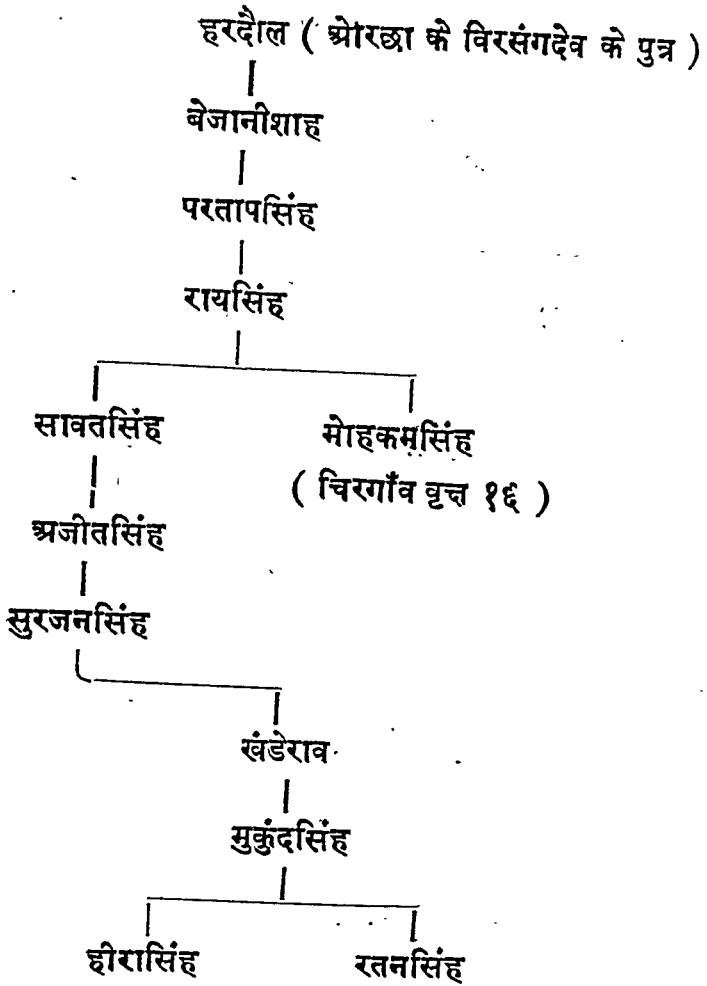 हरदौल ( ओरछा के विरसंगदेव के पुत्र )
बेजानीशाह
परतापसिंह
रायसिंह
सावतसिंह मोहकमसिंह
( चिरगाँव वृत्त १६ )
अजीतसिंह
सुरजनसिंह
खंडेराव
मुकुंदसिंह
हीरासिंह रतनसिंह